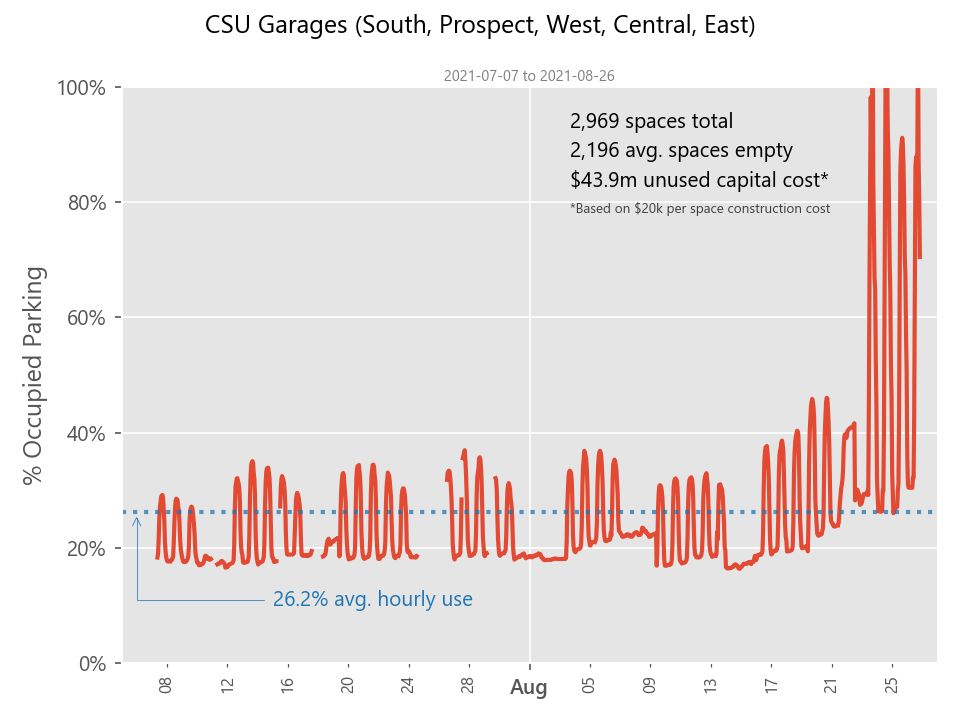 CSU Garages (South, Prospect, West, Central, East)
2021-07-07 to 2021-08-26
100%
80%
60%
40%
20%
0%
% Occupied Parking
2,969 spaces total
2,196 avg. spaces empty
$43.9m unused capital cost*
*Based on $20k per space construction cost
26.2% avg. hourly use
08
12
16
20
24
28
Aug
05
09
13
17
21
25